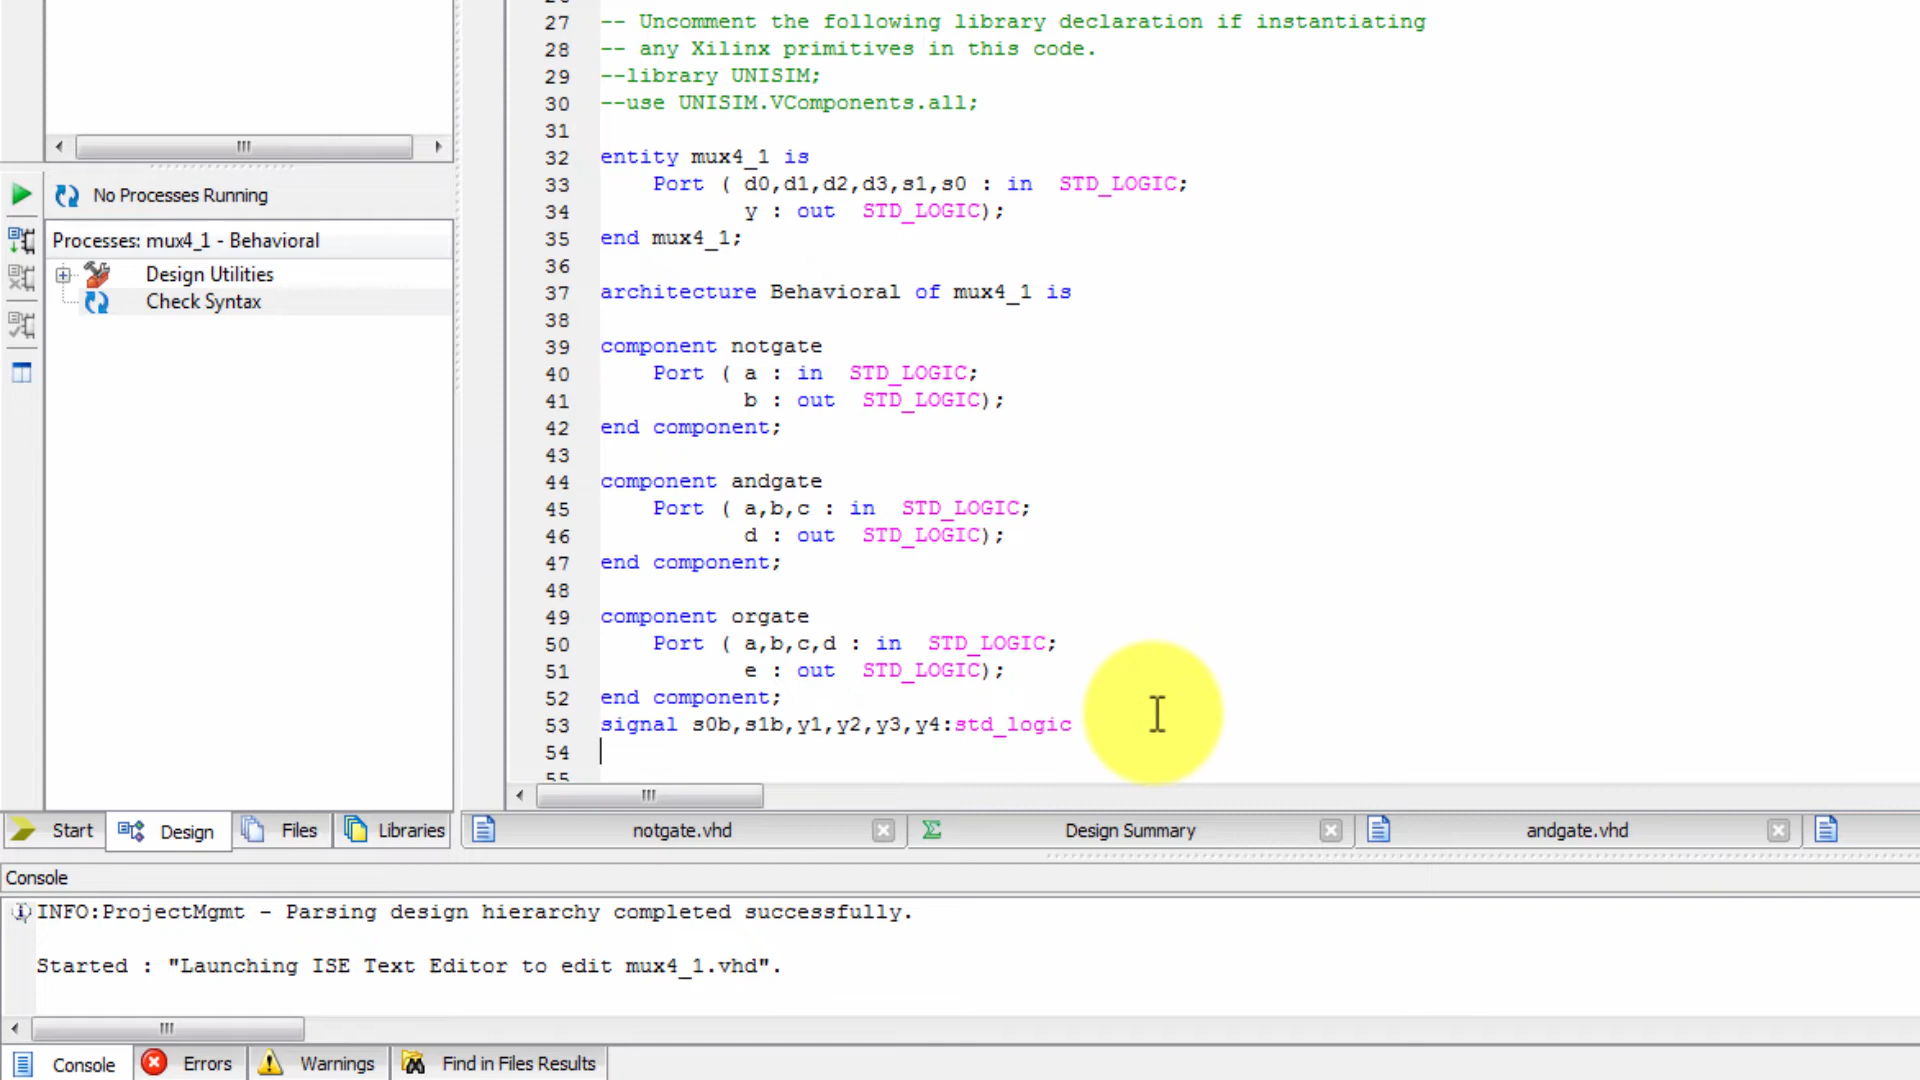 27 -- Uncomment the following library declaration if instantiating
28 -- any Xilinx primitives in this code.
29 --library UNISIM;
30 --use UNISIM.VComponents.all;
31
32 entity mux4_1 is
33 Port ( d0,d1,d2,d3,s1,s0 : in STD_LOGIC;
34 y : out STD_LOGIC);
35 end mux4_1;
36
37 architecture Behavioral of mux4_1 is
38
39 component notgate
40 Port ( a : in STD_LOGIC;
41 b : out STD_LOGIC);
42 end component;
43
44 component andgate
45 Port ( a,b,c : in STD_LOGIC;
46 d : out STD_LOGIC);
47 end component;
48
49 component orgate
50 Port ( a,b,c,d : in STD_LOGIC;
51 e : out STD_LOGIC);
52 end component;
53 signal s0b,s1b,y1,y2,y3,y4:std_logic
54
55
No Processes Running
Processes: mux4_1 - Behavioral
Design Utilities
Check Syntax
Start Design Files Libraries
notgate.vhd Design Summary andgate.vhd
Console
INFO:ProjectMgmt - Parsing design hierarchy completed successfully.
Started : "Launching ISE Text Editor to edit mux4_1.vhd".
Console Errors Warnings Find in Files Results